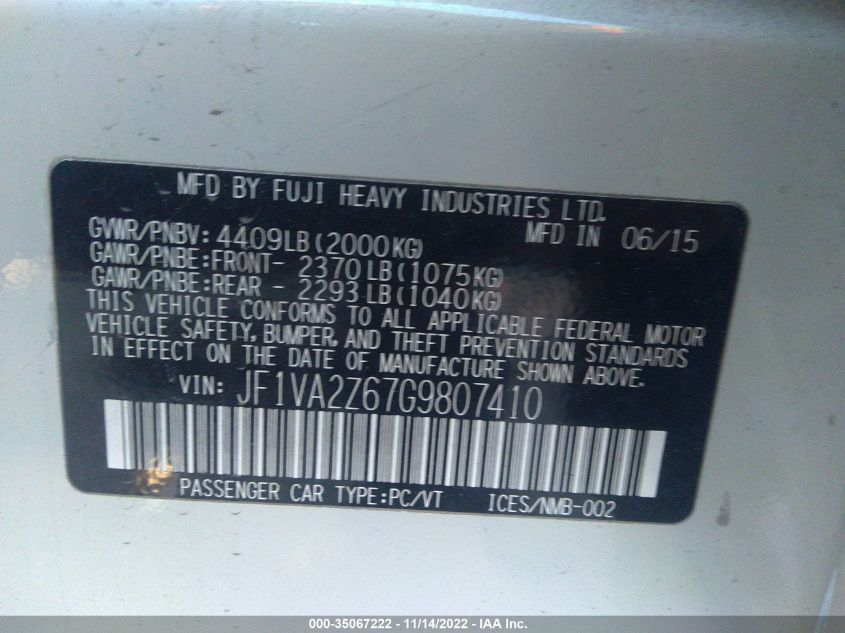 MFD BY FUJI HEAVY INDUSTRIES LTD.
GVWR/PNBV: 4409LB(2000KG) MFD IN 06/15
GAWR/PNBE:FRONT- 2370LB(1075KG)
GAWR/PNBE:REAR - 2293LB(1040KG)
THIS VEHICLE CONFORMS TO ALL APPLICABLE FEDERAL MOTOR
VEHICLE SAFETY, BUMPER, AND THEFT PREVENTION STANDARDS
IN EFFECT ON THE DATE OF MANUFACTURE SHOWN ABOVE.
VIN: JF1VA2Z67G9807410
PASSENGER CAR TYPE:PC/VT ICES/NMB-002
000-35067222 - 11/14/2022 - IAA Inc.